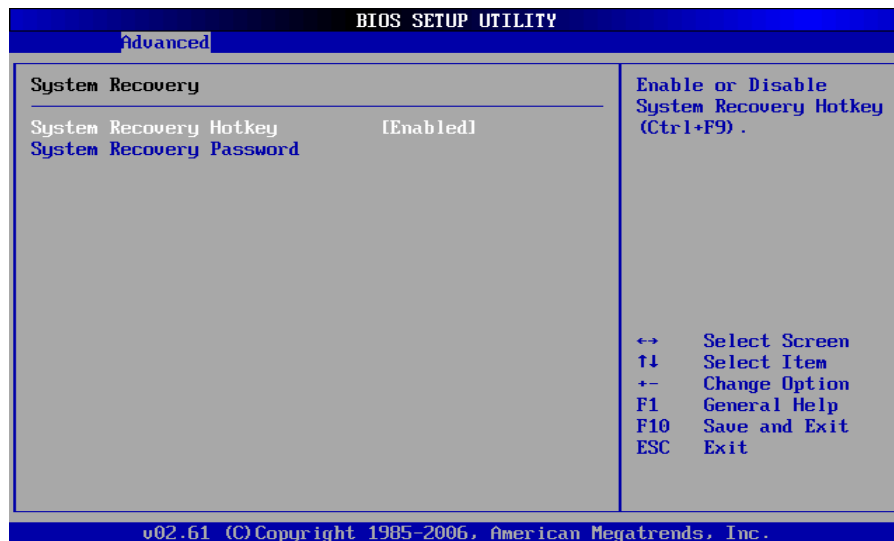 BIOS SETUP UTILITY
Advanced
System Recovery
System Recovery Hotkey [Enabled]
System Recovery Password
Enable or Disable
System Recovery Hotkey
(Ctrl+F9).
←→ Select Screen
↑↓ Select Item
+- Change Option
F1 General Help
F10 Save and Exit
ESC Exit
v02.61 (C)Copyright 1985-2006, American Megatrends, Inc.